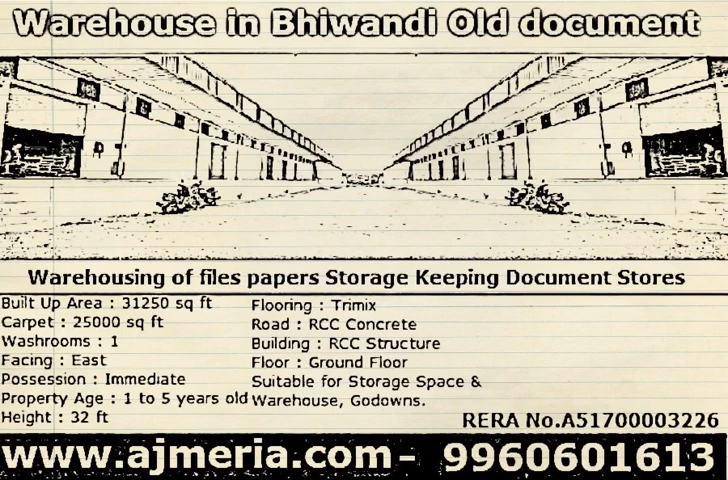 Warehouse in Bhiwandi Old document
Warehousing of files papers Storage Keeping Document Stores
Built Up Area : 31250 sq ft
Carpet : 25000 sq ft
Washrooms : 1
Facing : East
Possession : Immediate
Property Age : 1 to 5 years old
Height : 32 ft
Flooring : Trimix
Road : RCC Concrete
Building : RCC Structure
Floor : Ground Floor
Suitable for Storage Space &
Warehouse, Godowns.
RERA No.A51700003226
www.ajmeria.com - 9960601613